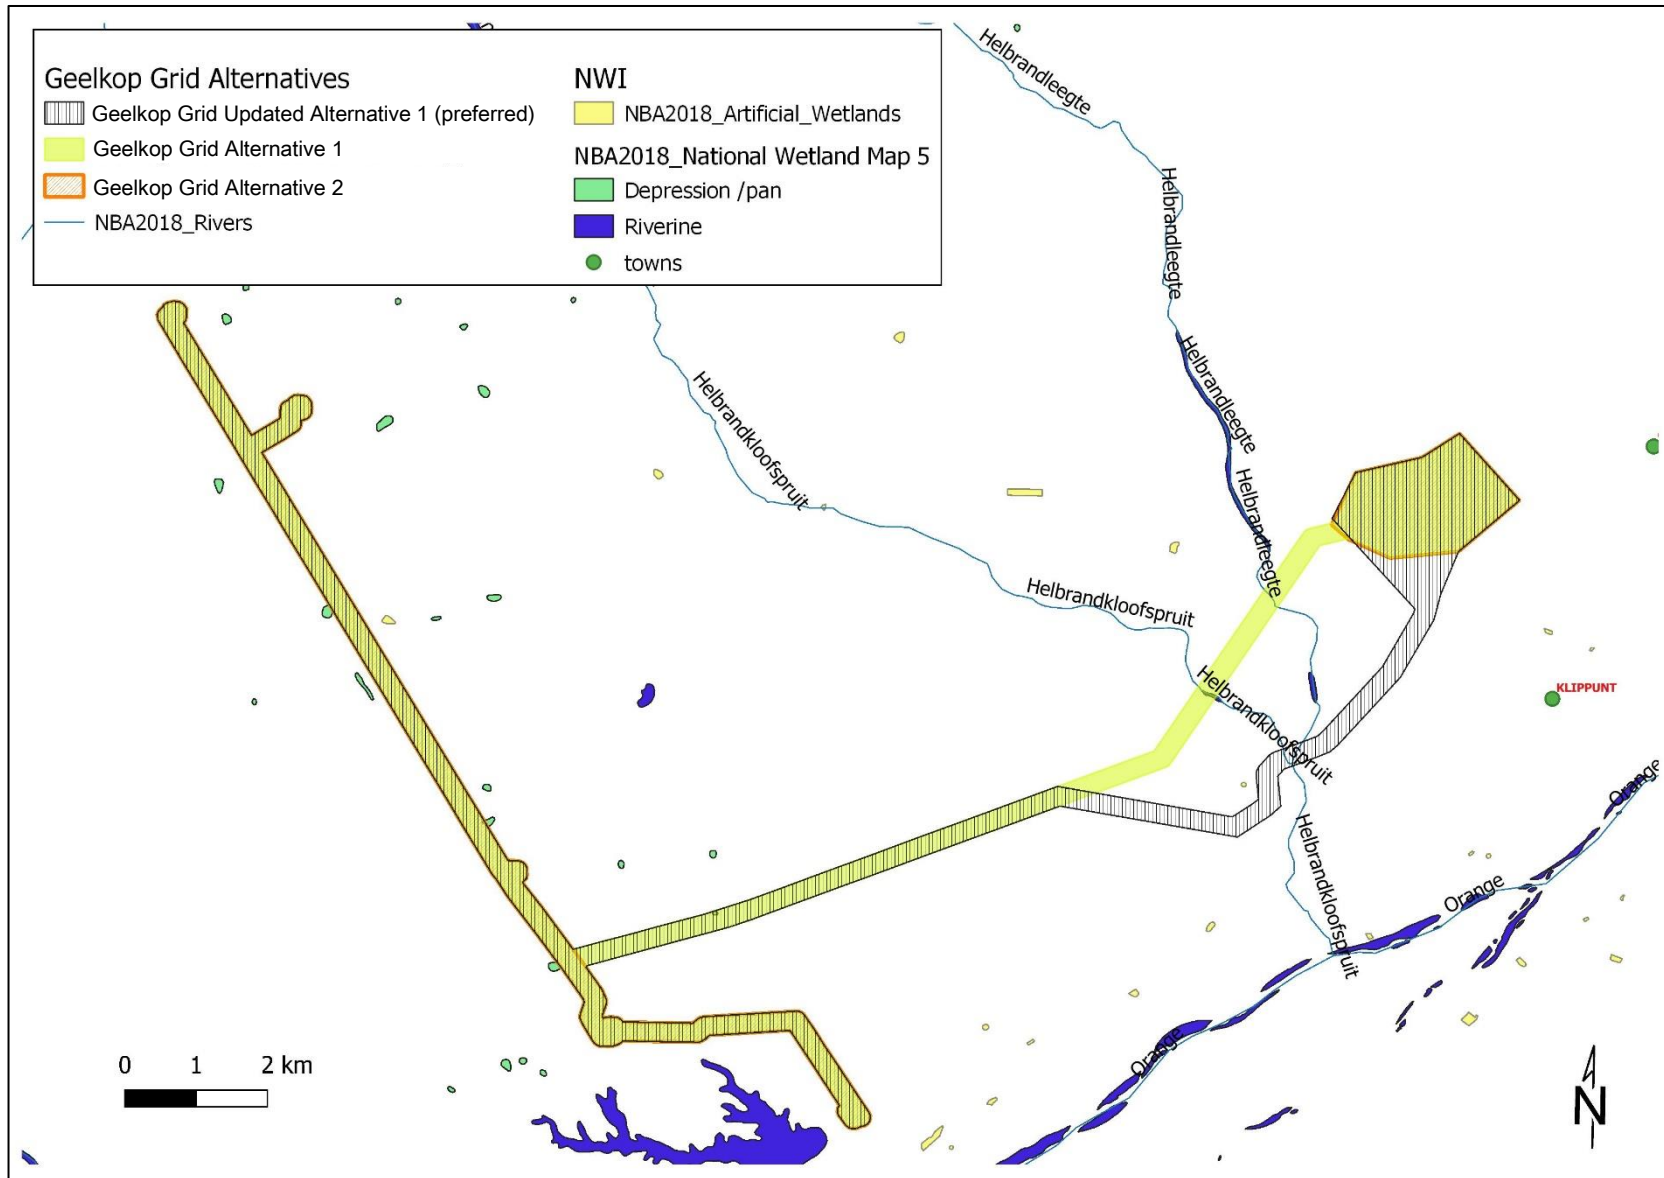 Geelkop Grid Alternatives
Geelkop Grid Updated Alternative 1 (preferred)
Geelkop Grid Alternative 1
Geelkop Grid Alternative 2
NBA2018_Rivers
NWI
NBA2018_Artificial_Wetlands
NBA2018_National Wetland Map 5
Depression /pan
Riverine
towns
Helbrandleegte
Helbrandleegte
Helbrandleegte
Helbrandleegte
Helbrandkloofspruit
Helbrandkloofspruit
Helbrandkloofspruit
Helbrandkloofspruit
KLIPPUNT
Orange
Orange
Orange
0 1 2 km
N